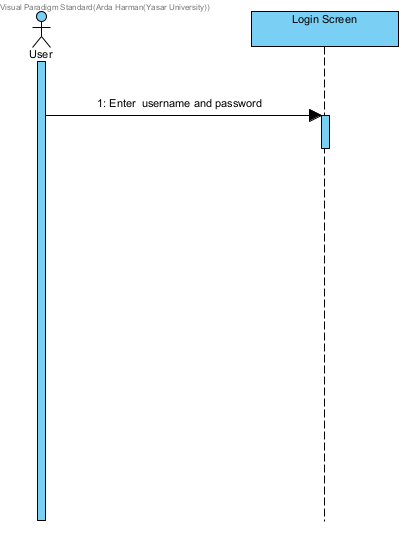 Visual Paradigm Standard(Arda Harman(Yasar University))
Login Screen
User
1: Enter username and password